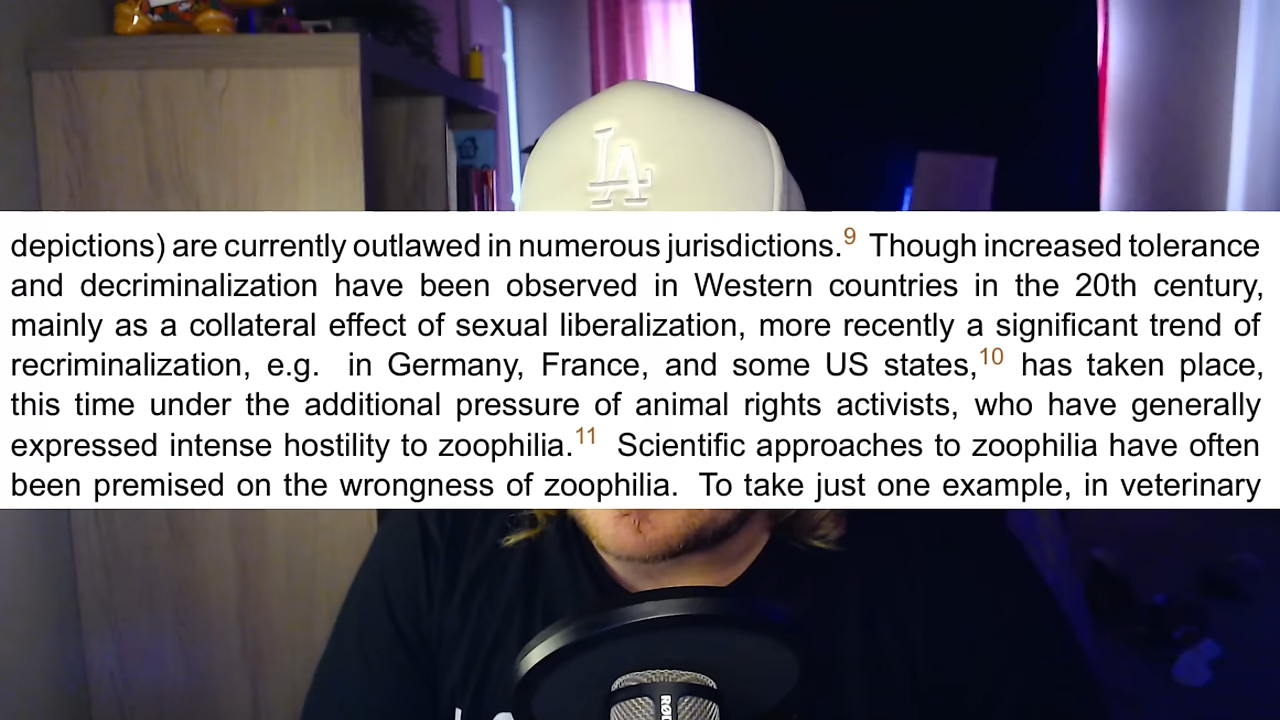 LA
depictions) are currently outlawed in numerous jurisdictions.9 Though increased tolerance
and decriminalization have been observed in Western countries in the 20th century,
mainly as a collateral effect of sexual liberalization, more recently a significant trend of
recriminalization, e.g. in Germany, France, and some US states,10 has taken place,
this time under the additional pressure of animal rights activists, who have generally
expressed intense hostility to zoophilia.11 Scientific approaches to zoophilia have often
been premised on the wrongness of zoophilia. To take just one example, in veterinary